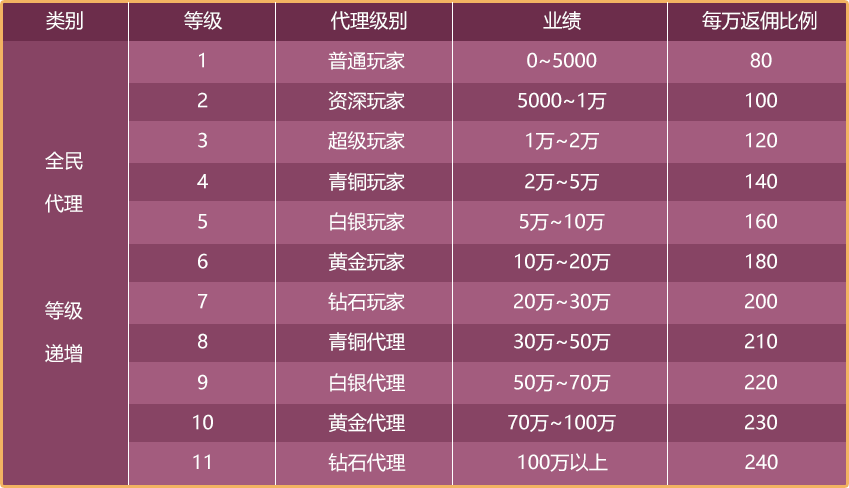 类别 等级 代理级别 业绩 每万返佣比例
1 普通玩家 0~5000 80
2 资深玩家 5000~1万 100
3 超级玩家 1万~2万 120
全民
4 青铜玩家 2万~5万 140
代理
5 白银玩家 5万~10万 160
6 黄金玩家 10万~20万 180
7 钻石玩家 20万~30万 200
等级
8 青铜代理 30万~50万 210
递增
9 白银代理 50万~70万 220
10 黄金代理 70万~100万 230
11 钻石代理 100万以上 240